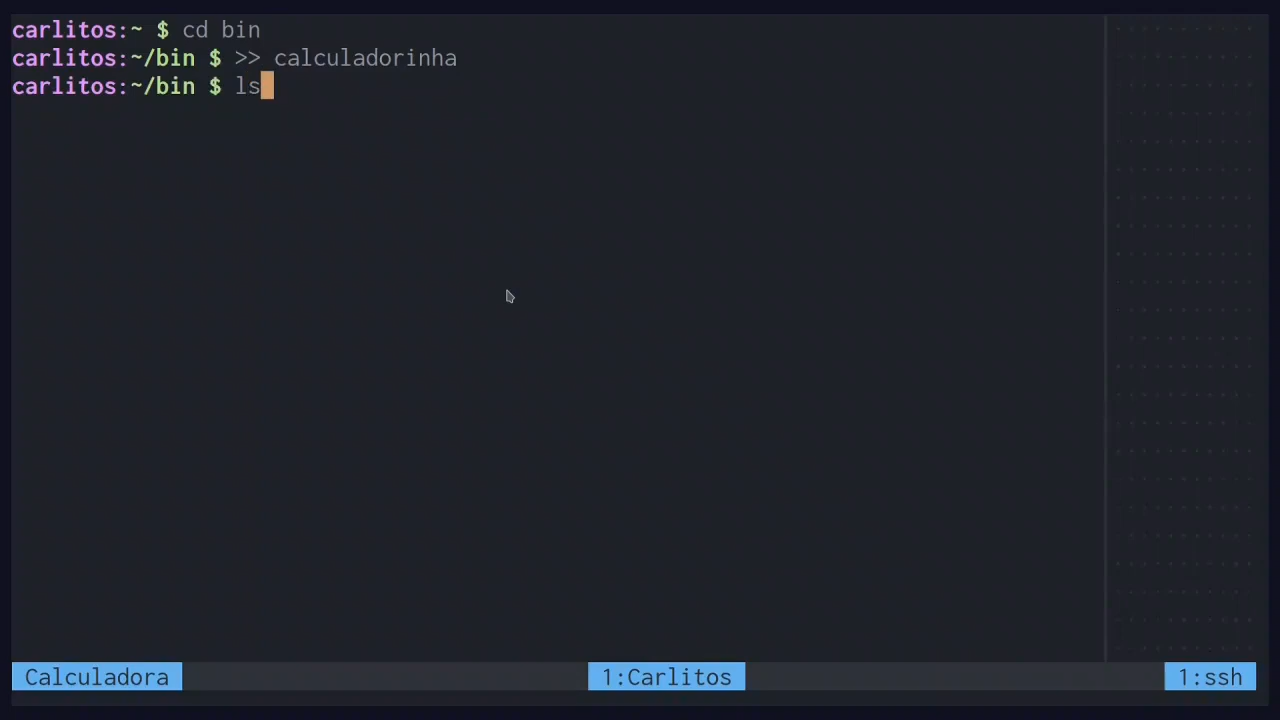 carlitos:~ $ cd bin
carlitos:~/bin $ >> calculadorinha
carlitos:~/bin $ ls
Calculadora 1:Carlitos 1:ssh